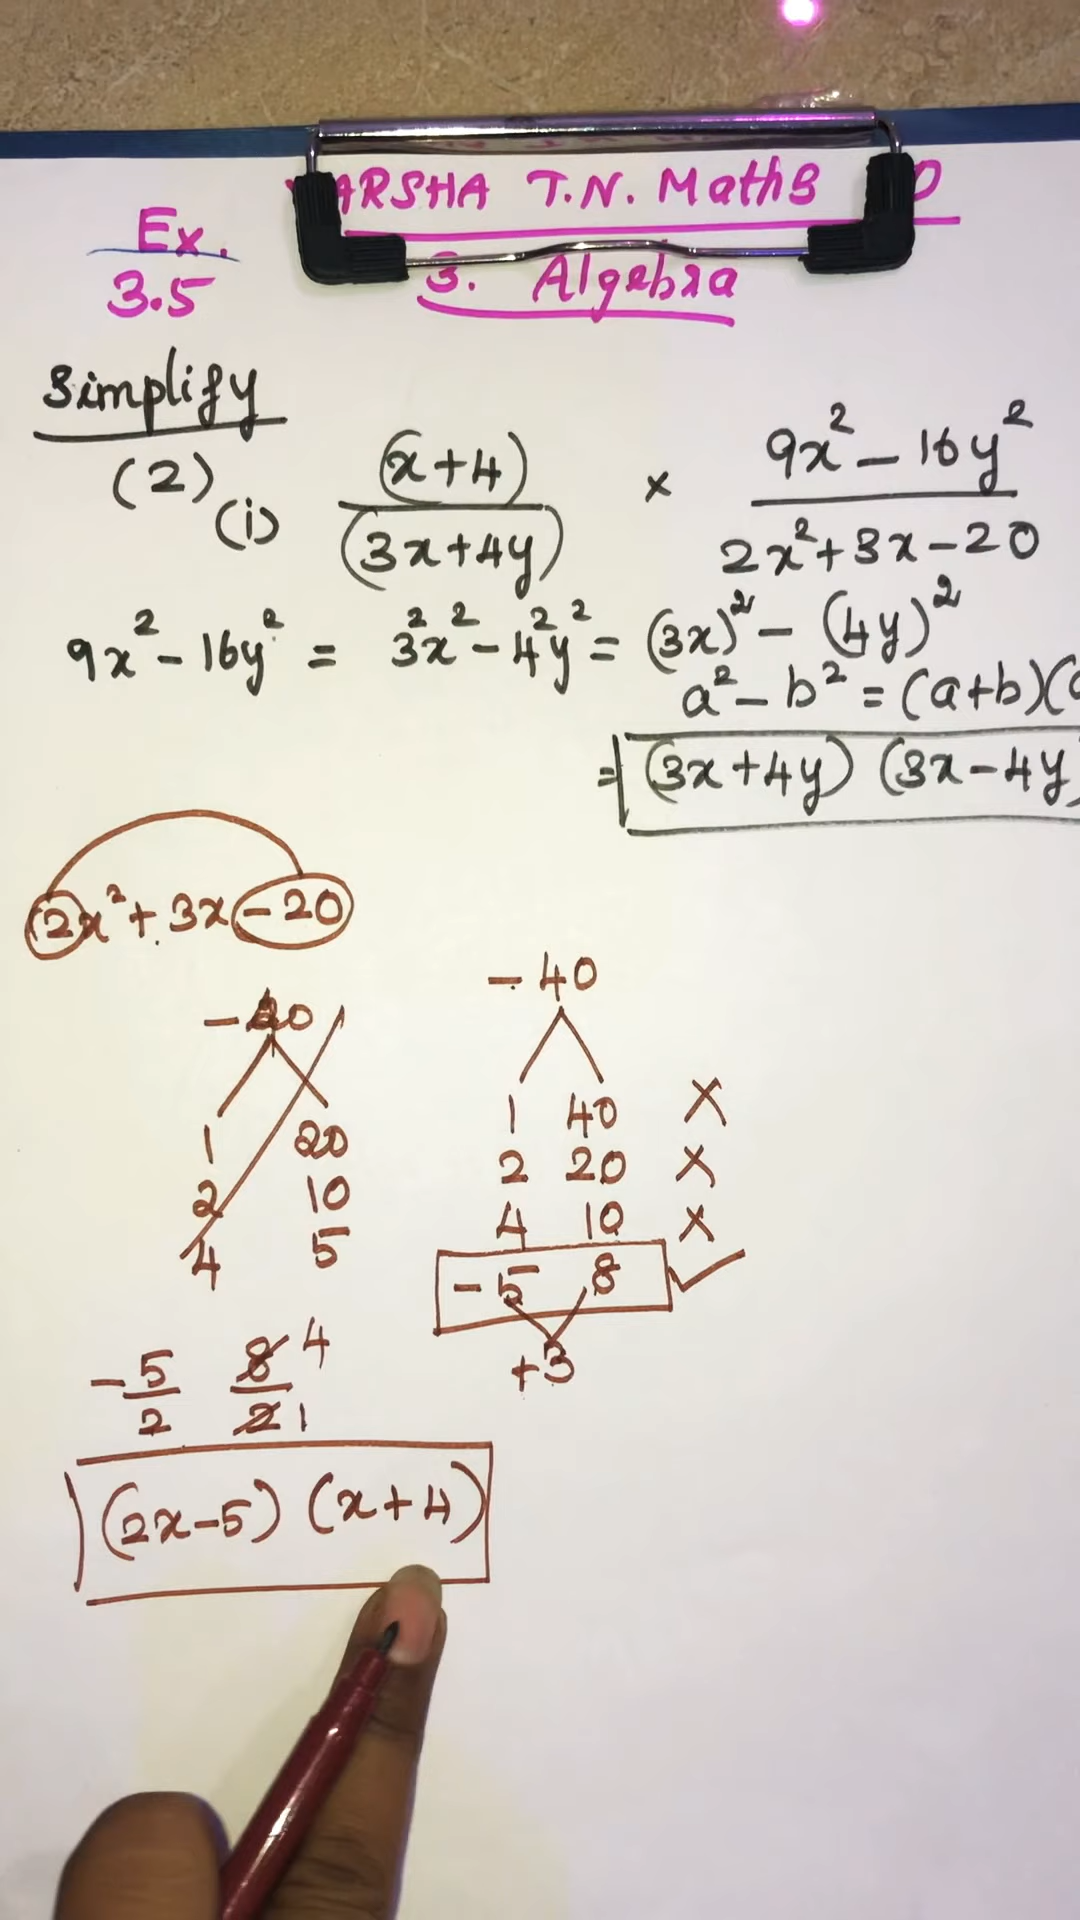 ARSHA T.N. Maths
Ex.
3.5
3. Algebra
Simplify
(2) (i) (x+4) / (3x+4y) × 9x² - 16y² / 2x² + 3x - 20
9x² - 16y² = 3²x² - 4²y² = (3x)² - (4y)²
a² - b² = (a+b)(
= (3x+4y) (3x-4y)
2x² + 3x - 20
1 20
2 10
4 5
- 40
1 40 ×
2 20 ×
4 10 ×
- 5 8 ✓
+3
- 5/2 8/2 4 1
(2x-5) (x+4)